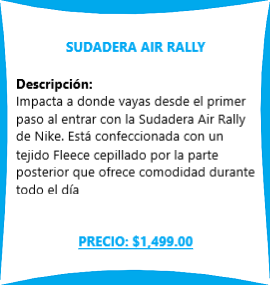 SUDADERA AIR RALLY
Descripción:
Impacta a donde vayas desde el primer
paso al entrar con la Sudadera Air Rally
de Nike. Está confeccionada con un
tejido Fleece cepillado por la parte
posterior que ofrece comodidad durante
todo el día
PRECIO: $1,499.00